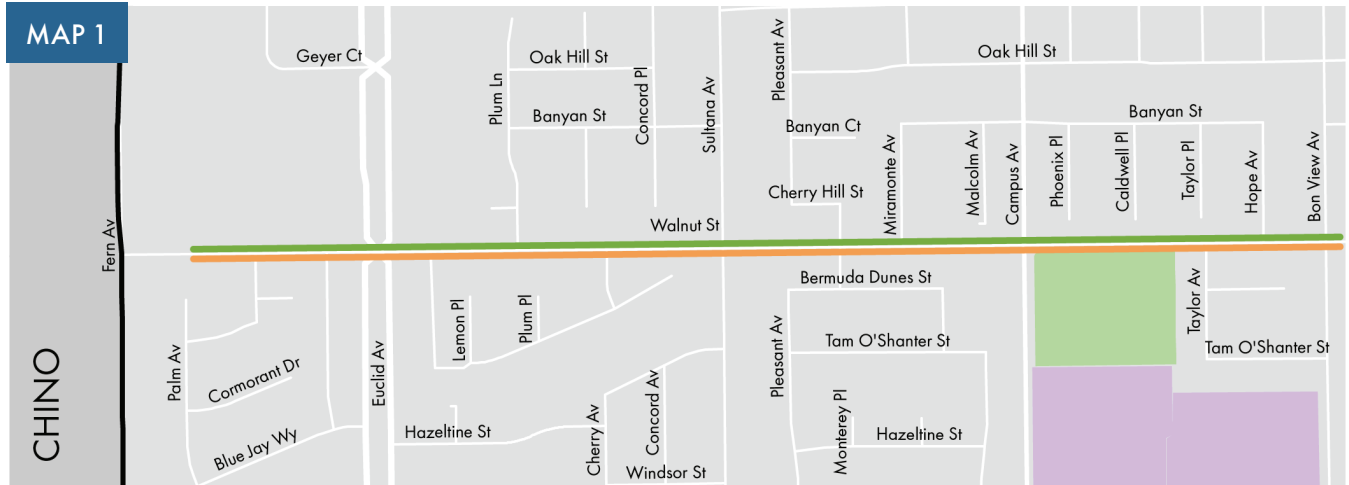 MAP 1
Geyer Ct
Oak Hill St
Oak Hill St
Pleasant Av
Plum Ln
Concord Pl
Sultana Av
Banyan St
Banyan Ct
Banyan St
Miramonte Av
Malcolm Av
Campus Av
Phoenix Pl
Caldwell Pl
Taylor Pl
Hope Av
Bon View Av
Cherry Hill St
Walnut St
Fern Av
Bermuda Dunes St
Taylor Av
Lemon Pl
Plum Pl
Pleasant Av
Tam O'Shanter St
Tam O'Shanter St
Palm Av
Cormorant Dr
Euclid Av
CHINO
Cherry Av
Concord Av
Monterey Pl
Hazeltine St
Hazeltine St
Blue Jay Wy
Windsor St